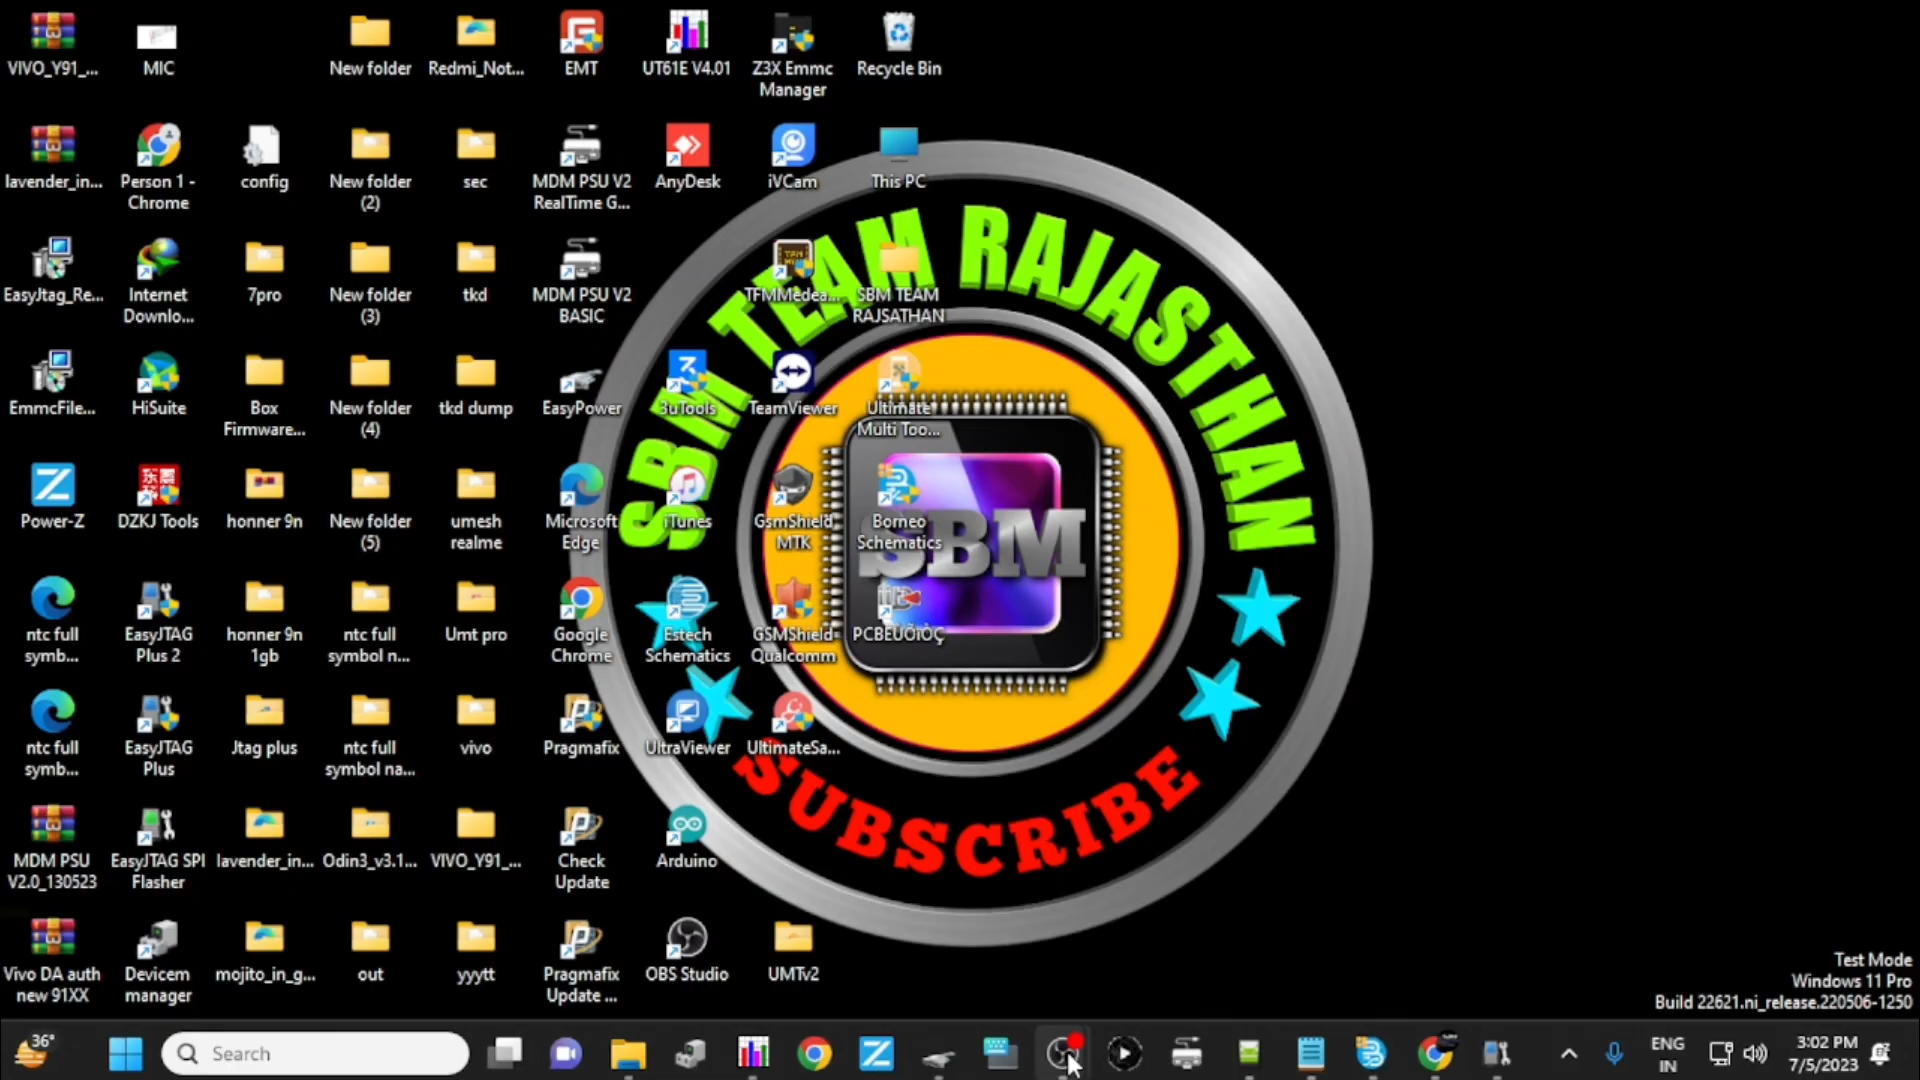 VIVO_Y91_...
MIC
New folder
Redmi_Not...
EMT
UT61E V4.01
Z3X Emmc
Manager
Recycle Bin
lavender_in...
Person 1 -
Chrome
config
New folder
(2)
sec
MDM PSU V2
RealTime G...
AnyDesk
iVCam
This PC
EasyJtag_Re...
Internet
Downlo...
7pro
New folder
(3)
tkd
MDM PSU V2
BASIC
TFMMedea...
SBM TEAM
RAJSATHAN
SBM TEAM RAJASTHAN
EmmcFile...
HiSuite
Box
Firmware...
New folder
(4)
tkd dump
EasyPower
3uTools
TeamViewer
Ultimate
Multi Too...
Power-Z
DZKJ Tools
honner 9n
New folder
(5)
umesh
realme
Microsoft
Edge
iTunes
GsmShield
MTK
Borneo
Schematics
SBM
ntc full
symb...
EasyJTAG
Plus 2
honner 9n
1gb
ntc full
symbol n...
Umt pro
Google
Chrome
Estech
Schematics
GSMShield
Qualcomm
ntc full
symb...
EasyJTAG
Plus
Jtag plus
ntc full
symbol na...
vivo
Pragmafix
UltraViewer
UltimateSa...
SUBSCRIBE
MDM PSU
V2.0_130523
EasyJTAG SPI
Flasher
lavender_in...
Odin3_v3.1...
VIVO_Y91_...
Check
Update
Arduino
Vivo DA auth
new 91XX
Devicem
manager
mojito_in_g...
out
yyytt
Pragmafix
Update ...
OBS Studio
UMTv2
Test Mode
Windows 11 Pro
Build 22621.ni_release.220506-1250
36°
Search
ENG
IN
3:02 PM
7/5/2023